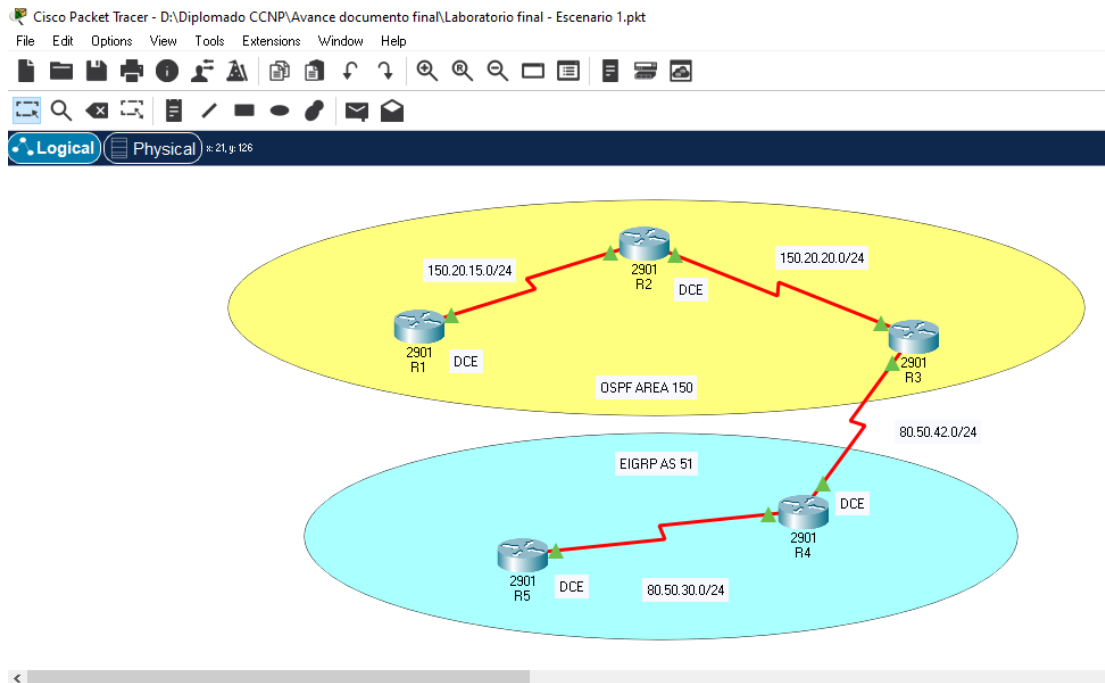 Cisco Packet Tracer - D:\Diplomado CCNP\Avance documento final\Laboratorio final - Escenario 1.pkt
File Edit Options View Tools Extensions Window Help
Logical Physical x: 21, y: 126
150.20.15.0/24
2901
R2
DCE
150.20.20.0/24
2901
R1
DCE
2901
R3
OSPF AREA 150
80.50.42.0/24
EIGRP AS 51
DCE
2901
R4
2901
R5
DCE
80.50.30.0/24